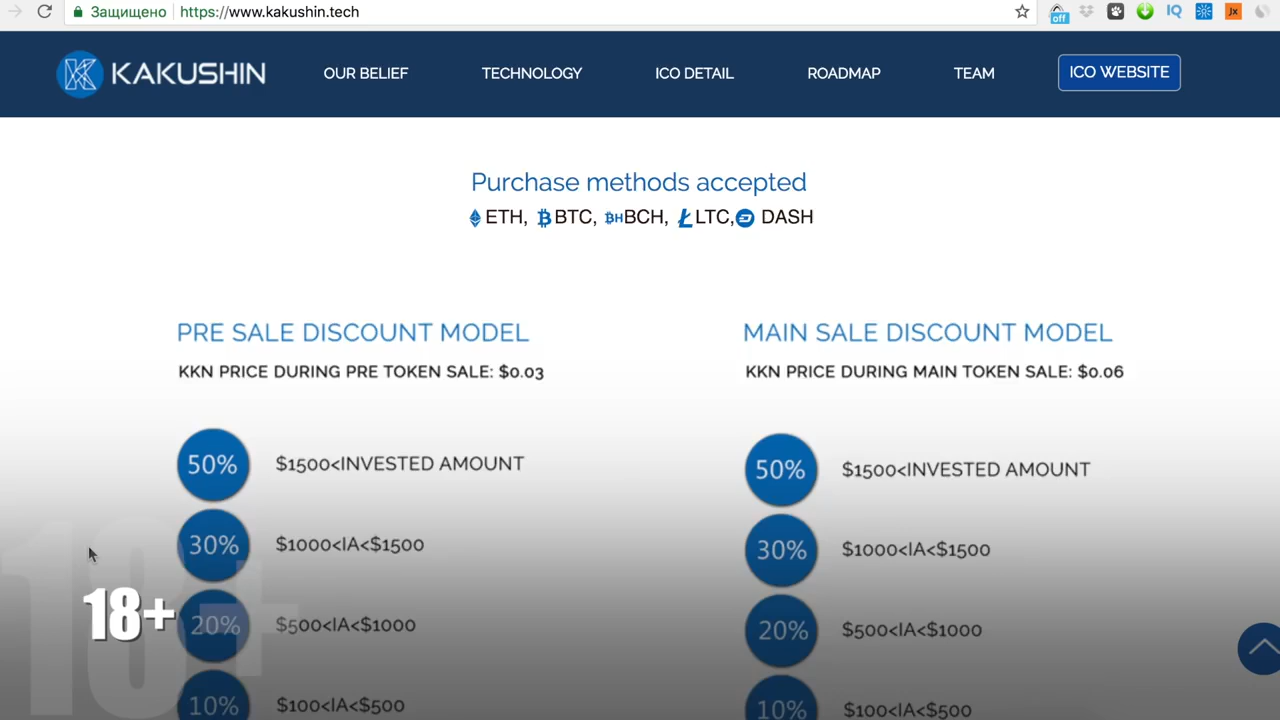 Защищено https://www.kakushin.tech
off IQ Jx
KAKUSHIN OUR BELIEF TECHNOLOGY ICO DETAIL ROADMAP TEAM ICO WEBSITE
Purchase methods accepted
ETH, BTC, BCH, LTC, DASH
PRE SALE DISCOUNT MODEL
KKN PRICE DURING PRE TOKEN SALE: $0.03
50% $1500<INVESTED AMOUNT
30% $1000<IA<$1500
20% $500<IA<$1000
10% $100<IA<$500
MAIN SALE DISCOUNT MODEL
KKN PRICE DURING MAIN TOKEN SALE: $0.06
50% $1500<INVESTED AMOUNT
30% $1000<IA<$1500
20% $500<IA<$1000
10% $100<IA<$500
18+
18+